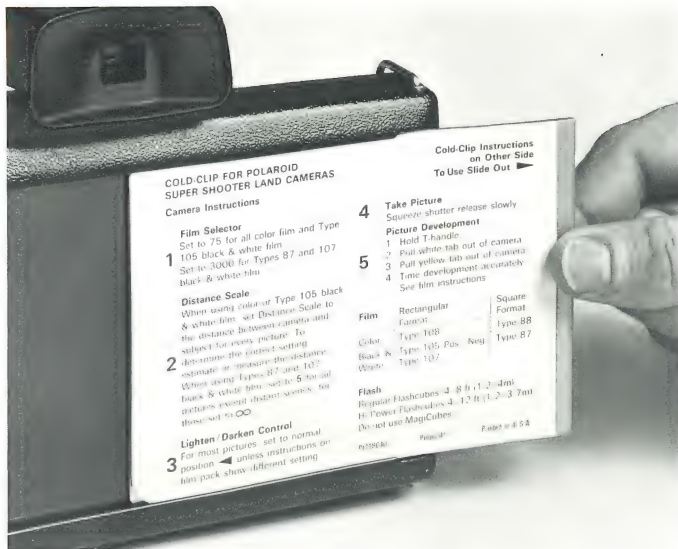 COLD-CLIP FOR POLAROID
SUPER SHOOTER LAND CAMERAS
Camera Instructions
Film Selector
1 Set to 75 for all color film and Type
105 black & white film
Set to 3000 for Types 87 and 107
black & white film
Distance Scale
2 When using color or Type 105 black
& white film, set Distance Scale to
the distance between camera and
subject for every picture. To
determine the correct setting
estimate or measure the distance.
When using Types 87 and 107
black & white film, set to 5 for all
pictures except distant scenes, for
those set to ∞
Lighten/Darken Control
3 For most pictures, set to normal
position ◄ unless instructions on
film pack show different setting
Cold-Clip Instructions
on Other Side
To Use Slide Out ►
4 Take Picture
Squeeze shutter release slowly
5 Picture Development
1 Hold T-handle
2 Pull white tab out of camera
3 Pull yellow tab out of camera
4 Time development accurately
See film instructions
Film Rectangular Format Square Format
Color Type 108 Type 88
Black & White Type 105 Pos. Neg Type 87
Type 107
Flash
Regular Flashcubes 4-8 ft (1.2- 4m)
Hi-Power Flashcubes 4-12 ft (1.2-3.7m)
Do not use MagiCubes
Printed in U.S.A.